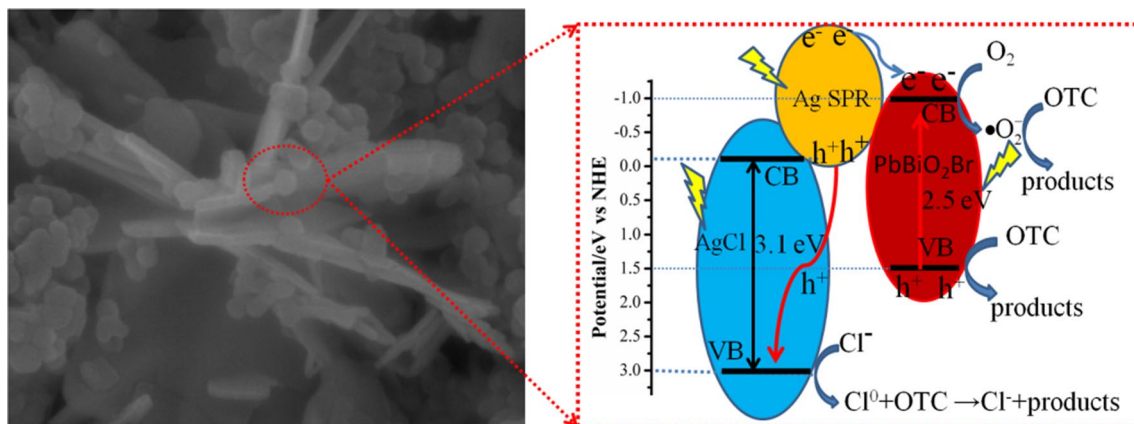 e⁻ e⁻
Ag SPR
h⁺h⁺
e⁻ e⁻
CB
O₂
OTC
•O₂⁻
products
PbBiO₂Br
2.5 eV
VB
h⁺ h⁺
OTC
products
Potential/eV vs NHE
-1.0
-0.5
0.0
0.5
1.0
1.5
2.0
2.5
3.0
CB
AgCl
3.1 eV
h⁺
VB
Cl⁻
Cl⁰+OTC →Cl⁻+products